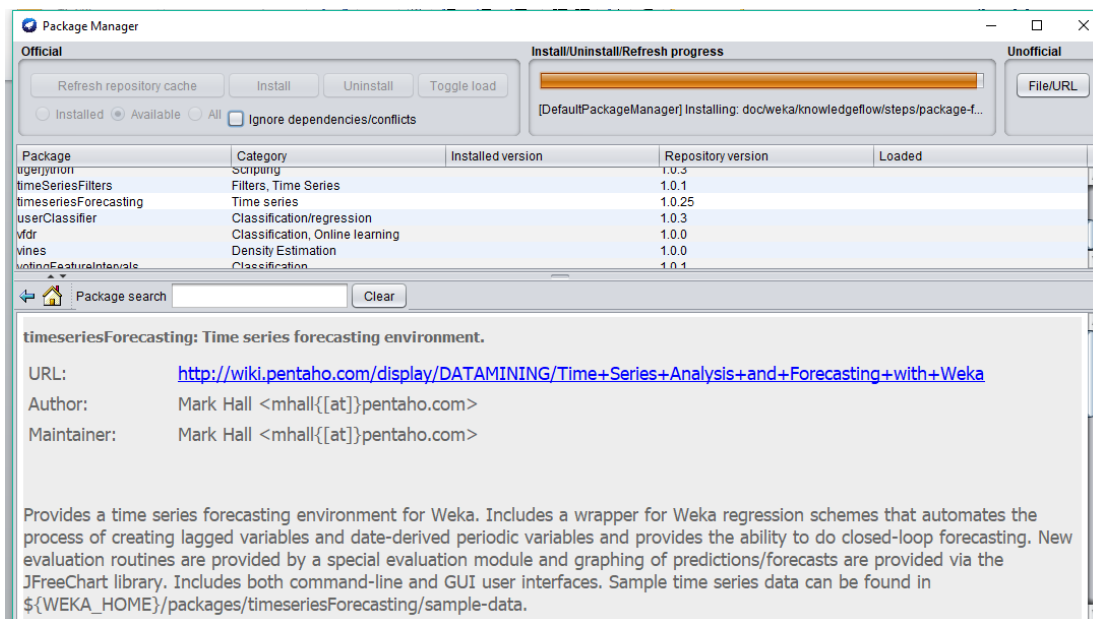 Package Manager
Official
Install/Uninstall/Refresh progress
Unofficial
Refresh repository cache
Install
Uninstall
Toggle load
File/URL
Installed
Available
All
Ignore dependencies/conflicts
[DefaultPackageManager] Installing: doc/weka/knowledgeflow/steps/package-f...
Package Category Installed version Repository version Loaded
tigerjython Scripting 1.0.3
timeSeriesFilters Filters, Time Series 1.0.1
timeseriesForecasting Time series 1.0.25
userClassifier Classification/regression 1.0.3
vfdr Classification, Online learning 1.0.0
vines Density Estimation 1.0.0
votingFeatureIntervals Classification 1.0.1
Package search
Clear
timeseriesForecasting: Time series forecasting environment.
URL: http://wiki.pentaho.com/display/DATAMINING/Time+Series+Analysis+and+Forecasting+with+Weka
Author: Mark Hall <mhall{[at]}pentaho.com>
Maintainer: Mark Hall <mhall{[at]}pentaho.com>
Provides a time series forecasting environment for Weka. Includes a wrapper for Weka regression schemes that automates the
process of creating lagged variables and date-derived periodic variables and provides the ability to do closed-loop forecasting. New
evaluation routines are provided by a special evaluation module and graphing of predictions/forecasts are provided via the
JFreeChart library. Includes both command-line and GUI user interfaces. Sample time series data can be found in
${WEKA_HOME}/packages/timeseriesForecasting/sample-data.